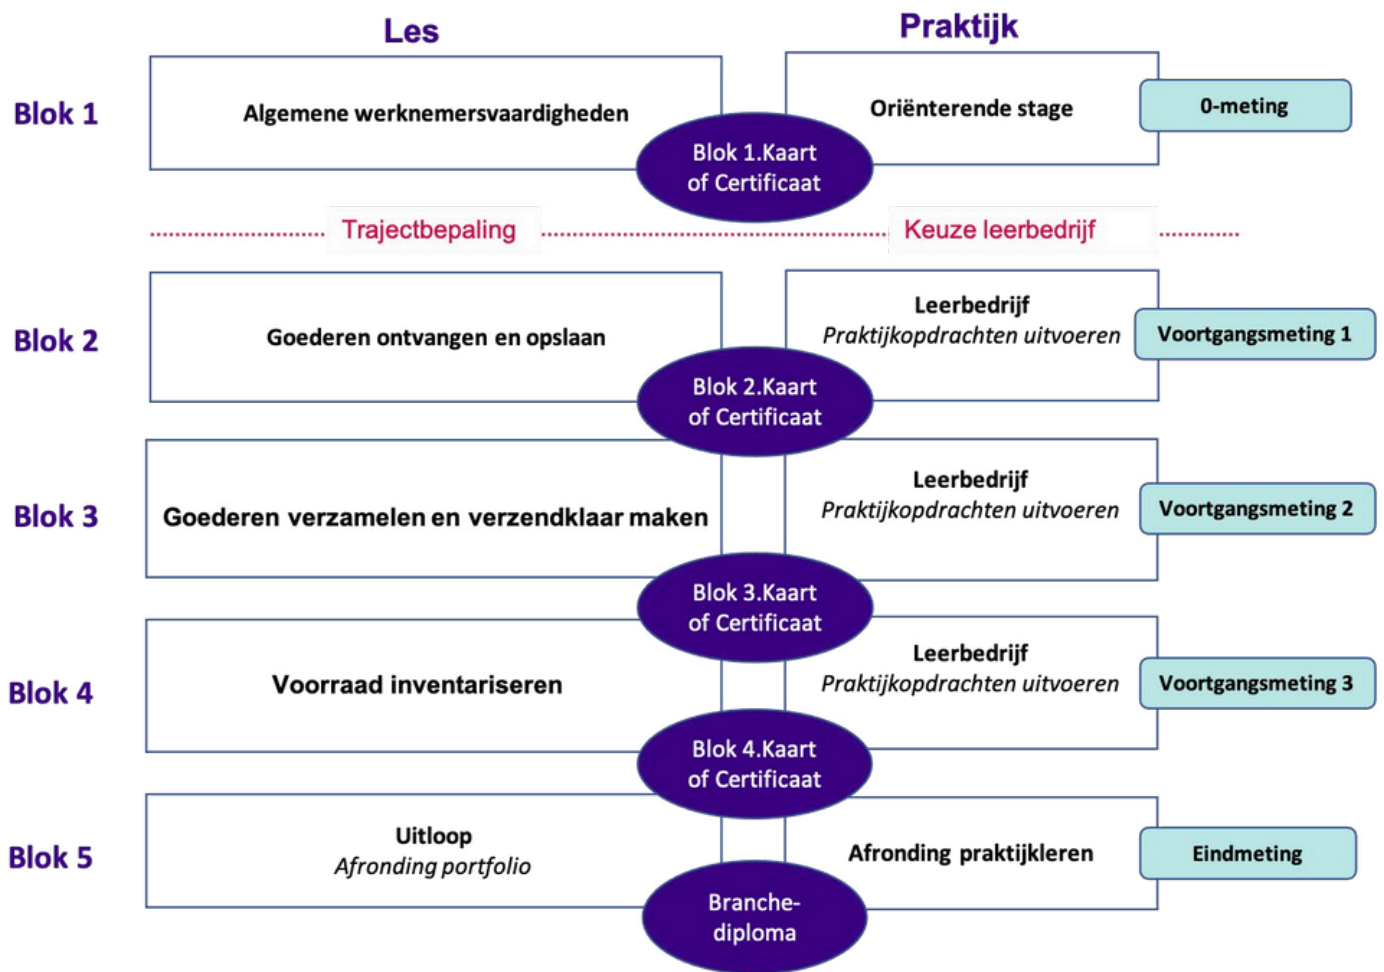 Les
Praktijk
Blok 1
Algemene werknemersvaardigheden
Blok 1.Kaart
of Certificaat
Oriënterende stage
0-meting
Trajectbepaling
Keuze leerbedrijf
Blok 2
Goederen ontvangen en opslaan
Blok 2.Kaart
of Certificaat
Leerbedrijf
Praktijkopdrachten uitvoeren
Voortgangsmeting 1
Blok 3
Goederen verzamelen en verzendklaar maken
Blok 3.Kaart
of Certificaat
Leerbedrijf
Praktijkopdrachten uitvoeren
Voortgangsmeting 2
Blok 4
Voorraad inventariseren
Blok 4.Kaart
of Certificaat
Leerbedrijf
Praktijkopdrachten uitvoeren
Voortgangsmeting 3
Blok 5
Uitloop
Afronding portfolio
Branche-
diploma
Afronding praktijkleren
Eindmeting